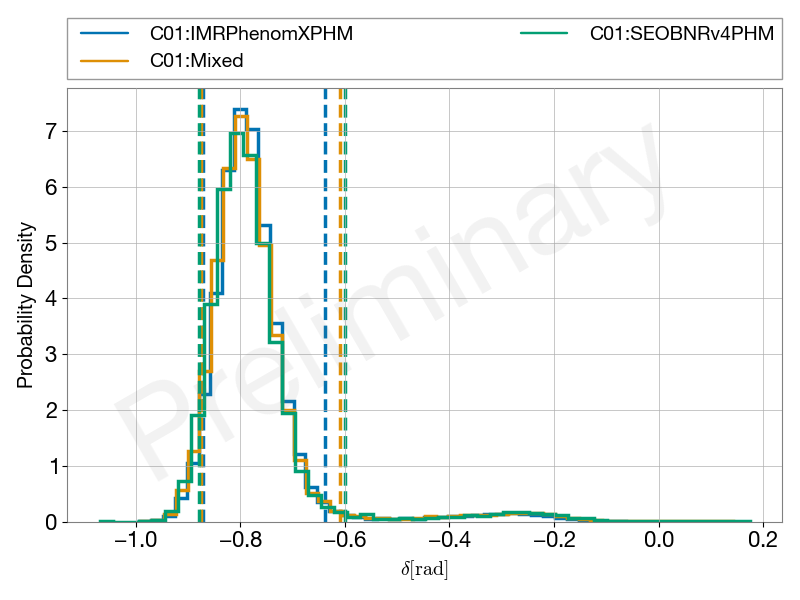 C01:IMRPhenomXPHM
C01:Mixed
C01:SEOBNRv4PHM
Preliminary
Probability Density
7
6
5
4
3
2
1
0
−1.0 −0.8 −0.6 −0.4 −0.2 0.0 0.2
δ[rad]